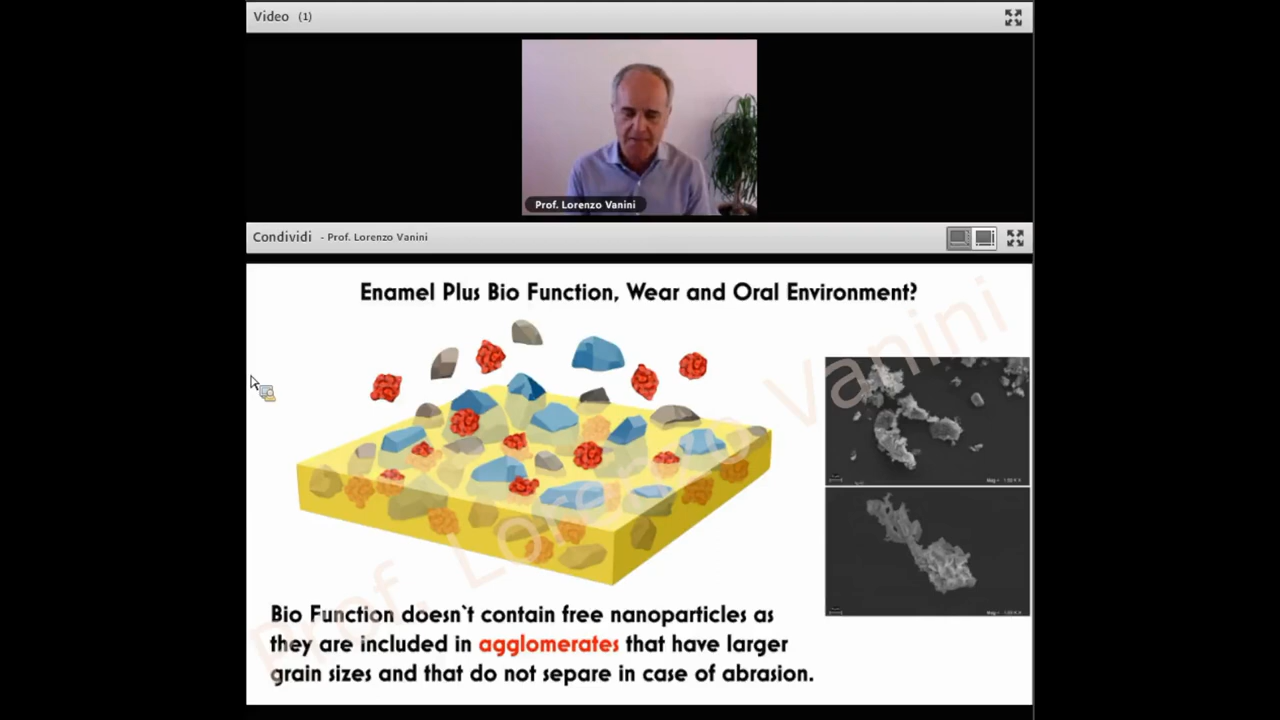 Video (1)
Prof. Lorenzo Vanini
Condividi - Prof. Lorenzo Vanini
Enamel Plus Bio Function, Wear and Oral Environment?
Prof. Lorenzo Vanini
Bio Function doesn`t contain free nanoparticles as
they are included in agglomerates that have larger
grain sizes and that do not separe in case of abrasion.